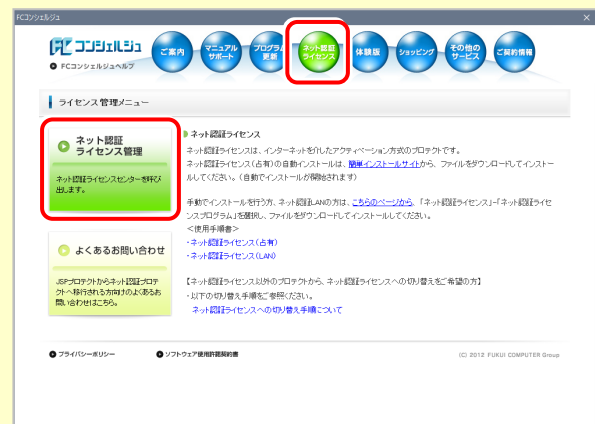 FCコンシェルジュ
FC コンシェルジュ
FCコンシェルジュヘルプ
ご案内
マニュアル
サポート
プログラム
更新
ネット認証
ライセンス
体験版
ショッピング
その他の
サービス
ご契約情報
ライセンス管理メニュー
ネット認証
ライセンス管理
ネット認証ライセンスセンターを呼び
出します。
よくあるお問い合わせ
JSPプロテクトからネット認証プロテ
クトへ移行される方向けのよくあるお
問い合わせはこちら。
ネット認証ライセンス
ネット認証ライセンスは、インターネットを介したアクティベーション方式のプロテクトです。
ネット認証ライセンス(占有)の自動インストールは、簡単インストールサイトから、ファイルをダウンロードしてインストー
ルしてください。(自動でインストールが開始されます)
手動でインストールを行う方、ネット認証LANの方は、こちらのページから、「ネット認証ライセンス」-「ネット認証ライセ
ンスプログラム」を選択し、ファイルをダウンロードしてインストールしてください。
<使用手順書>
・ネット認証ライセンス(占有)
・ネット認証ライセンス(LAN)
【ネット認証ライセンス以外のプロテクトから、ネット認証ライセンスへの切り替えをご希望の方】
・以下の切り替え手順をご参照ください。
ネット認証ライセンスへの切り替え手順について
プライバシーポリシー
ソフトウェア使用許諾契約書
(C) 2012 FUKUI COMPUTER Group